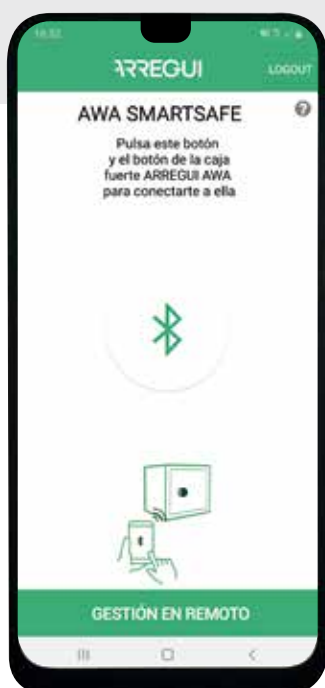 ARREGUI
LOGOUT
AWA SMARTSAFE
Pulsa este botón
y el botón de la caja
fuerte ARREGUI AWA
para conectarte a ella
GESTIÓN EN REMOTO